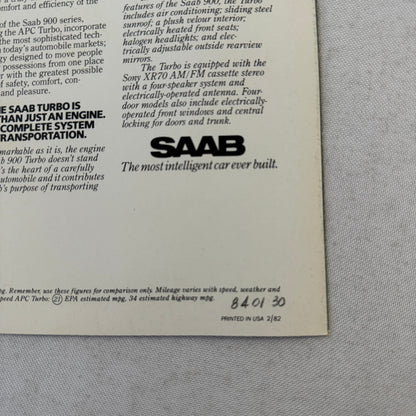 omfort and efficiency of the
of the Saab 900 series,
g the APC Turbo, incorporate
most sophisticated tech-
n today's automobile markets;
gy designed to move people
possessions from one place
r with the greatest possible
f safety, comfort, con-
and pleasure.
E SAAB TURBO IS
HAN JUST AN ENGINE.
COMPLETE SYSTEM
TRANSPORTATION.
markable as it is, the engine
b 900 Turbo doesn't stand
's the heart of a carefully
utomobile and it contributes
b's purpose of transporting
features of the Saab 900, the Turbo
includes air conditioning; sliding steel
sunroof; a plush velour interior;
electrically heated front seats;
halogen headlights; and elec-
trically adjustable outside rearview
mirrors.
The Turbo is equipped with the
Sony XR70 AM/FM cassette stereo
with a four-speaker system and
electrically-operated antenna. Four-
door models also include electrically-
operated front windows and central
locking for doors and trunk.
SAAB
The most intelligent car ever built.
pg. Remember, use these figures for comparison only. Mileage varies with speed, weather and
peed APC Turbo: 21 EPA estimated mpg. 34 estimated highway mpg.
84 01 30
PRINTED IN USA 2/82